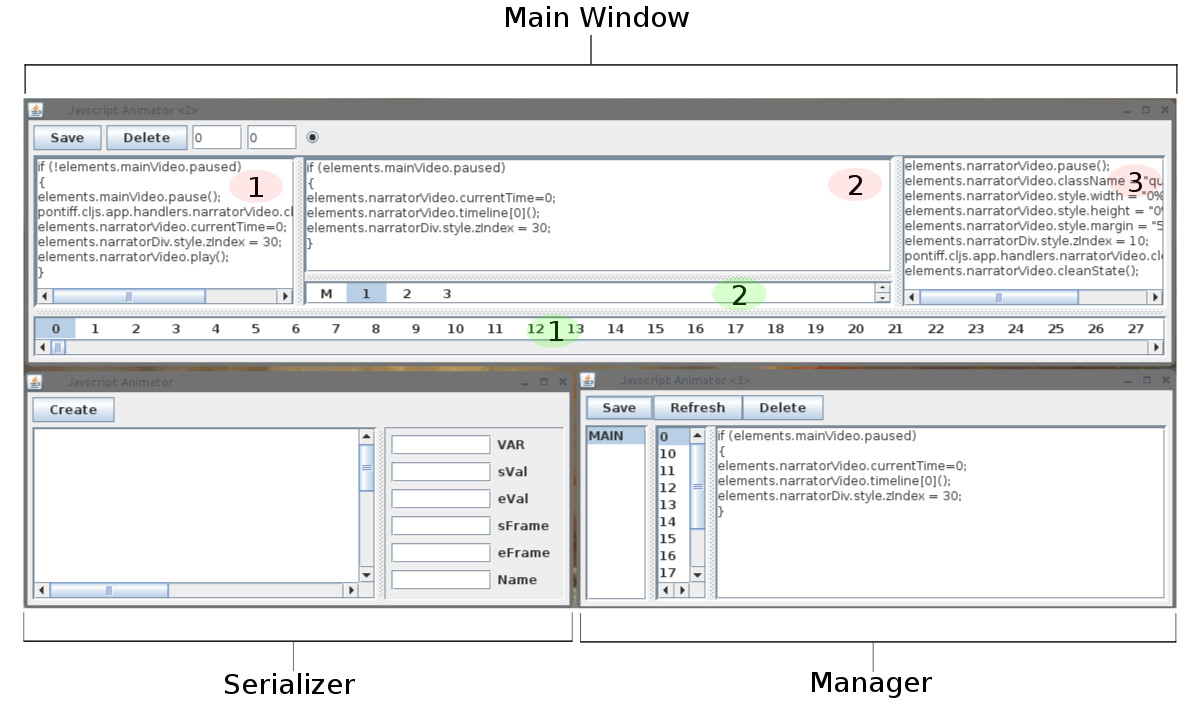 Main Window
Javscript Animator <2>
Save Delete 0 0
if (!elements.mainVideo.paused)
{
elements.mainVideo.pause();
pontiff.cljs.app.handlers.narratorVideo.cl
elements.narratorVideo.currentTime=0;
elements.narratorDiv.style.zIndex = 30;
elements.narratorVideo.play();
}
1
if (elements.mainVideo.paused)
{
elements.narratorVideo.currentTime=0;
elements.narratorVideo.timeline[0]();
elements.narratorDiv.style.zIndex = 30;
}
2
M 1 2 3
2
elements.narratorVideo.pause();
elements.narratorVideo.className = "qu
elements.narratorVideo.style.width = "0%
elements.narratorVideo.style.height = "0%
elements.narratorVideo.style.margin = "5
elements.narratorDiv.style.zIndex = 10;
pontiff.cljs.app.handlers.narratorVideo.cl
elements.narratorVideo.cleanState();
3
0 1 2 3 4 5 6 7 8 9 10 11 12 13 14 15 16 17 18 19 20 21 22 23 24 25 26 27
1
Javscript Animator
Create
VAR
sVal
eVal
sFrame
eFrame
Name
Javscript Animator <3>
Save Refresh Delete
MAIN
0
10
11
12
13
14
15
16
17
if (elements.mainVideo.paused)
{
elements.narratorVideo.currentTime=0;
elements.narratorVideo.timeline[0]();
elements.narratorDiv.style.zIndex = 30;
}
Serializer
Manager